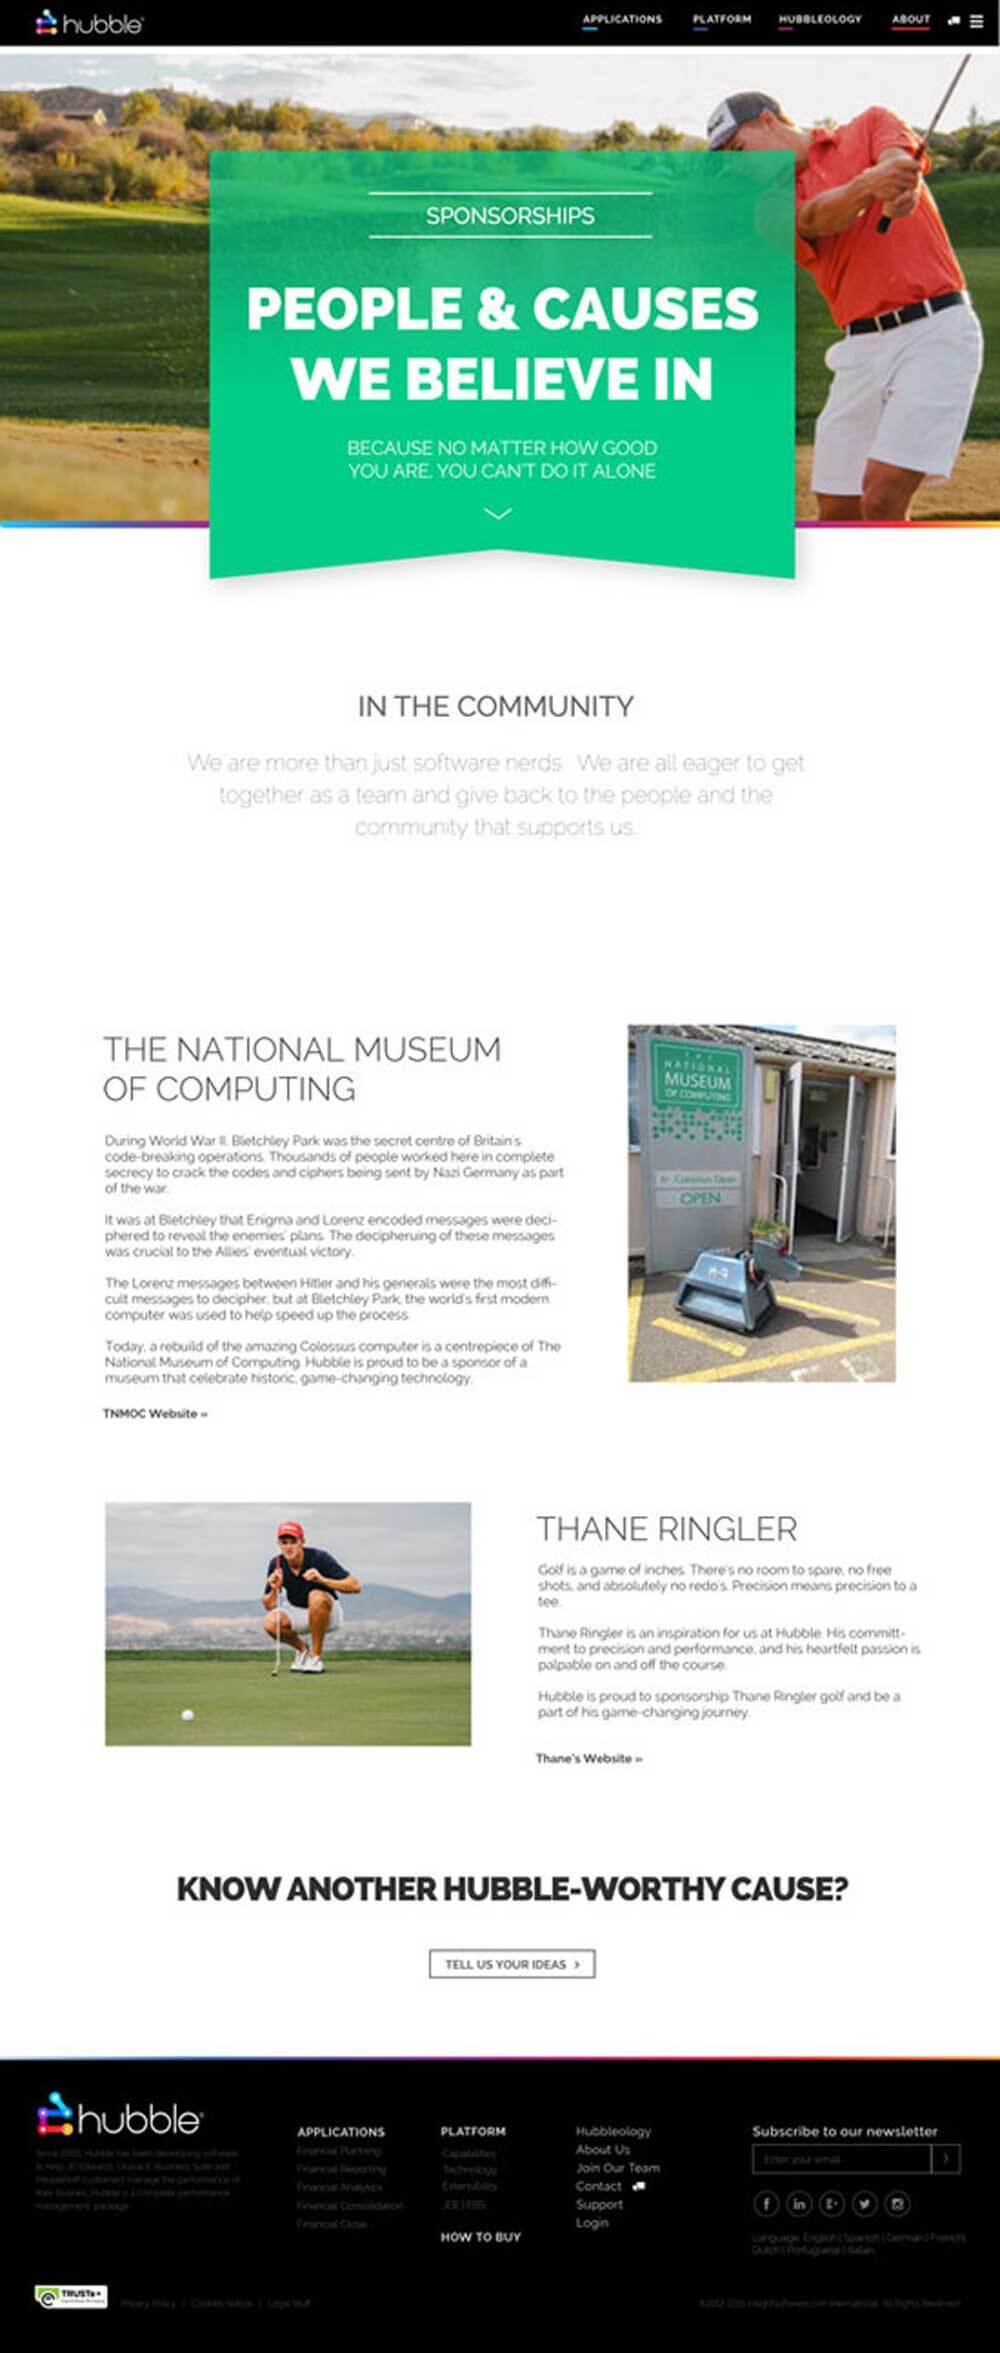 hubble
APPLICATIONS PLATFORM HUBBLEOLOGY ABOUT
SPONSORSHIPS
PEOPLE & CAUSES
WE BELIEVE IN
BECAUSE NO MATTER HOW GOOD
YOU ARE, YOU CAN'T DO IT ALONE
IN THE COMMUNITY
We are more than just software nerds. We are all eager to get
together as a team and give back to the people and the
community that supports us.
THE NATIONAL MUSEUM
OF COMPUTING
During World War II, Bletchley Park was the secret centre of Britain's
code-breaking operations. Thousands of people worked here in complete
secrecy to crack the codes and ciphers being sent by Nazi Germany as part
of the war.
It was at Bletchley that Enigma and Lorenz encoded messages were deci-
phered to reveal the enemies' plans. The decipheruing of these messages
was crucial to the Allies' eventual victory.
The Lorenz messages between Hitler and his generals were the most diffi-
cult messages to decipher, but at Bletchley Park, the world's first modern
computer was used to help speed up the process.
Today, a rebuild of the amazing Colossus computer is a centrepiece of The
National Museum of Computing. Hubble is proud to be a sponsor of a
museum that celebrate historic, game-changing technology.
TNMOC Website »
THE
NATIONAL
MUSEUM
OF COMPUTING
Colossus Open
OPEN
K-9
THANE RINGLER
Golf is a game of inches. There's no room to spare, no free
shots, and absolutely no redo's. Precision means precision to a
tee.
Thane Ringler is an inspiration for us at Hubble. His committ-
ment to precision and performance, and his heartfelt passion is
palpable on and off the course.
Hubble is proud to sponsorship Thane Ringler golf and be a
part of his game-changing journey.
Thane's Website »
KNOW ANOTHER HUBBLE-WORTHY CAUSE?
TELL US YOUR IDEAS >
hubble
APPLICATIONS
Financial Planning
Financial Reporting
Financial Analytics
Financial Consolidation
Financial Close
PLATFORM
Capabilities
Technology
Extensibility
JDE | EBS
HOW TO BUY
Hubbleology
About Us
Join Our Team
Contact
Support
Login
Subscribe to our newsletter
Enter your email
Language: English | Spanish | German | French
Dutch | Portuguese | Italian
TRUSTe
Privacy Policy | Cookies Notice | Legal Stuff